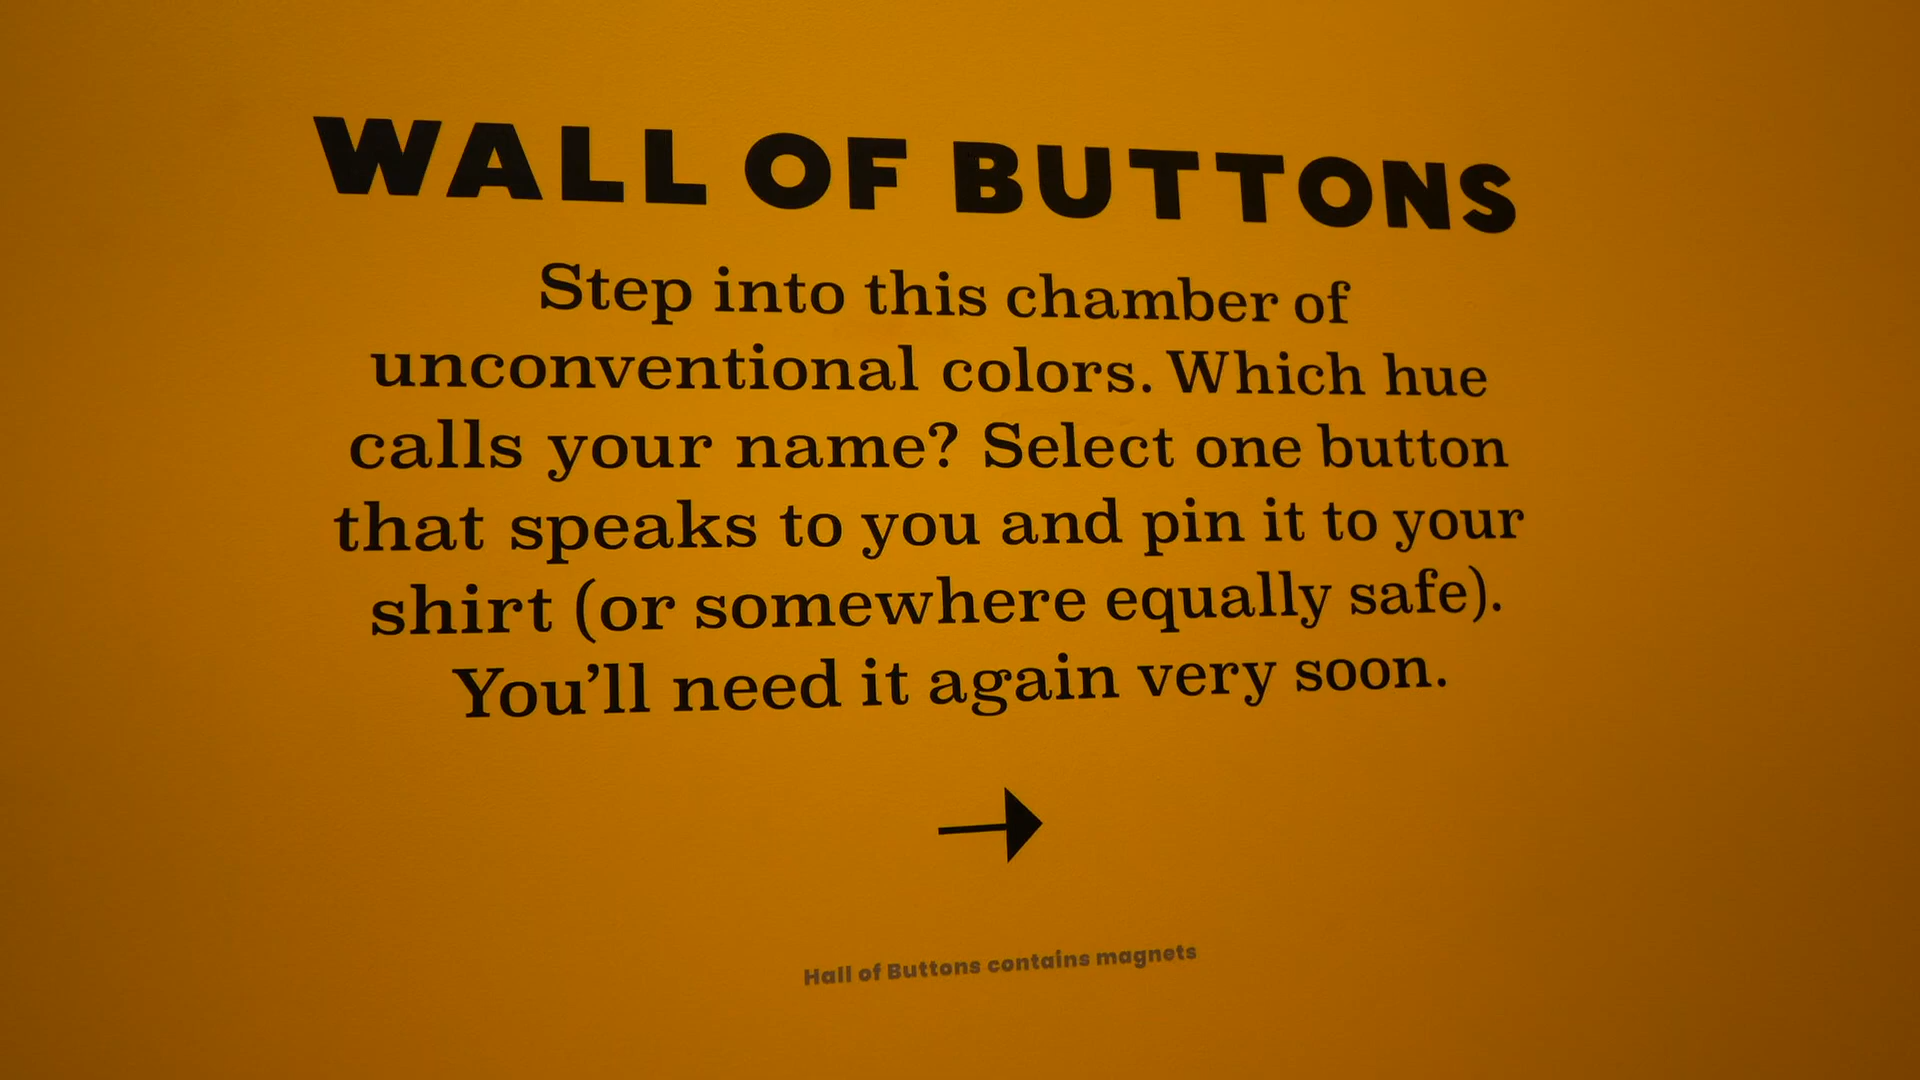 WALL OF BUTTONS
Step into this chamber of
unconventional colors. Which hue
calls your name? Select one button
that speaks to you and pin it to your
shirt (or somewhere equally safe).
You’ll need it again very soon.
Hall of Buttons contains magnets